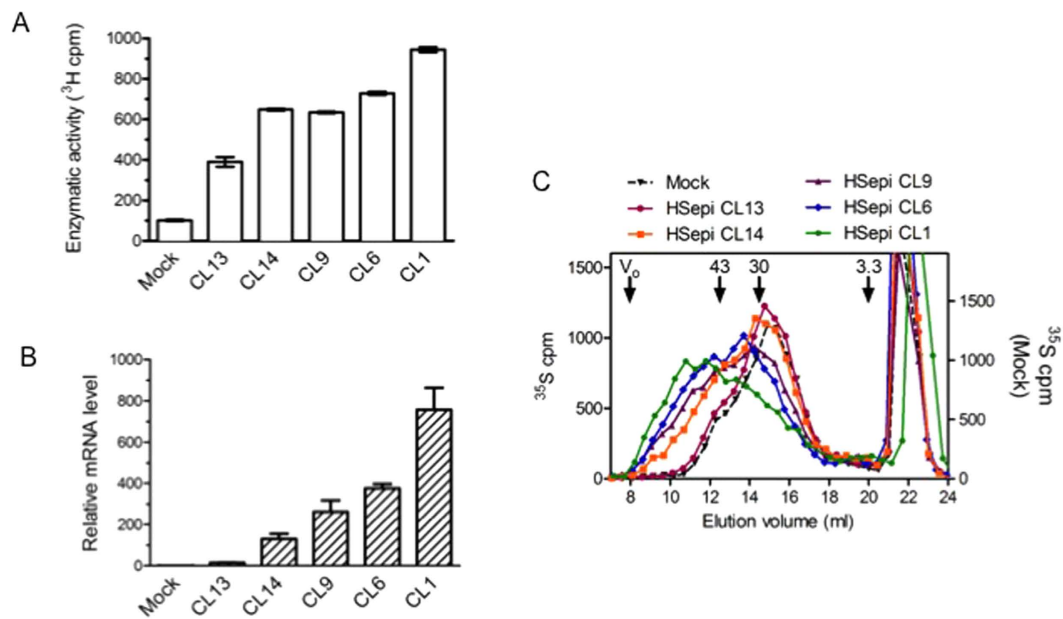 A
Enzymatic activity (³H cpm)
1000
800
600
400
200
0
Mock
CL13
CL14
CL9
CL6
CL1
B
Relative mRNA level
1000
800
600
400
200
0
Mock
CL13
CL14
CL9
CL6
CL1
C
Mock
HSepi CL13
HSepi CL14
HSepi CL9
HSepi CL6
HSepi CL1
V₀ 43 30 3.3
³⁵S cpm
1500
1000
500
0
1500
1000
500
0
³⁵S cpm
(Mock)
8 10 12 14 16 18 20 22 24
Elution volume (ml)